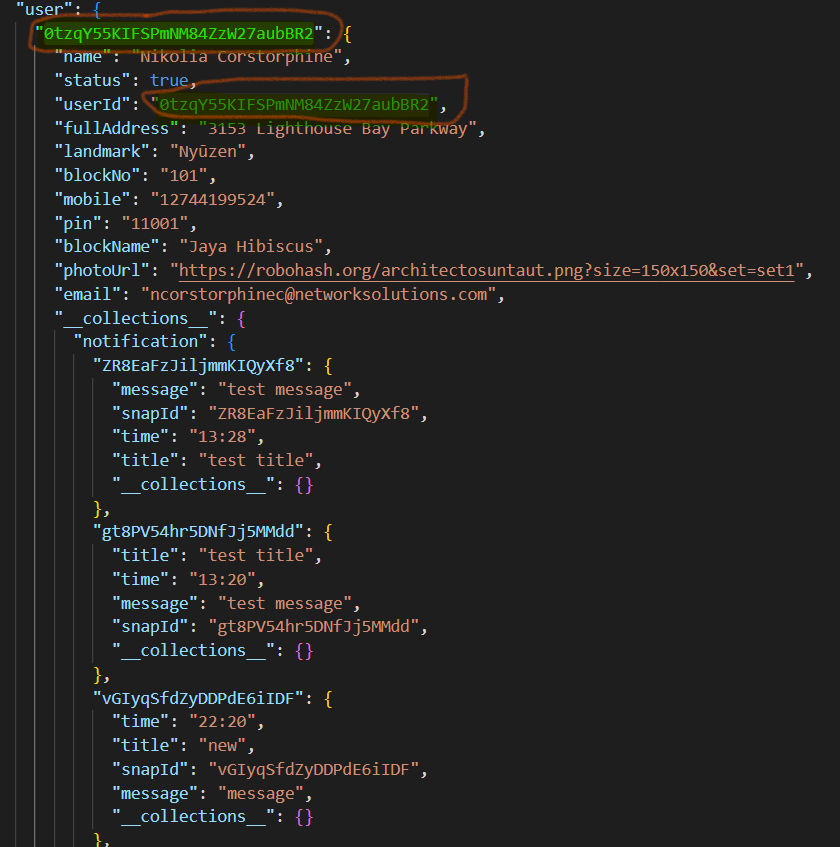 "user": {
"0tzqY55KIFSPmNM84ZzW27aubBR2": {
"name": "Nikolia Corstorphine",
"status": true,
"userId": "0tzqY55KIFSPmNM84ZzW27aubBR2",
"fullAddress": "3153 Lighthouse Bay Parkway",
"landmark": "Nyūzen",
"blockNo": "101",
"mobile": "12744199524",
"pin": "11001",
"blockName": "Jaya Hibiscus",
"photoUrl": "https://robohash.org/architectosuntaut.png?size=150x150&set=set1",
"email": "ncorstorphinec@networksolutions.com",
"__collections__": {
"notification": {
"ZR8EaFzJiljmmKIQyXf8": {
"message": "test message",
"snapId": "ZR8EaFzJiljmmKIQyXf8",
"time": "13:28",
"title": "test title",
"__collections__": {}
},
"gt8PV54hr5DNfJj5MMdd": {
"title": "test title",
"time": "13:20",
"message": "test message",
"snapId": "gt8PV54hr5DNfJj5MMdd",
"__collections__": {}
},
"vGIyqSfdZyDDPdE6iIDF": {
"time": "22:20",
"title": "new",
"snapId": "vGIyqSfdZyDDPdE6iIDF",
"message": "message",
"__collections__": {}
},